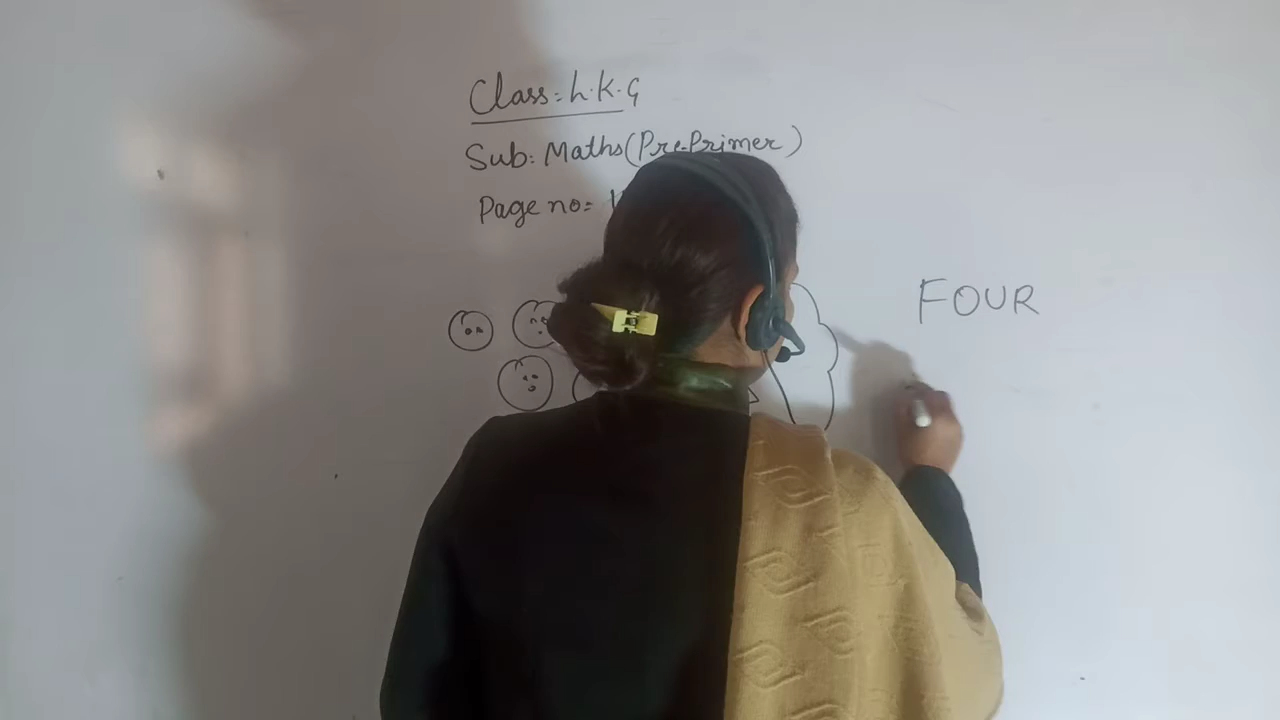 Class: L.K.G
Sub: Maths (Pre-Primer)
Page no=
FOUR